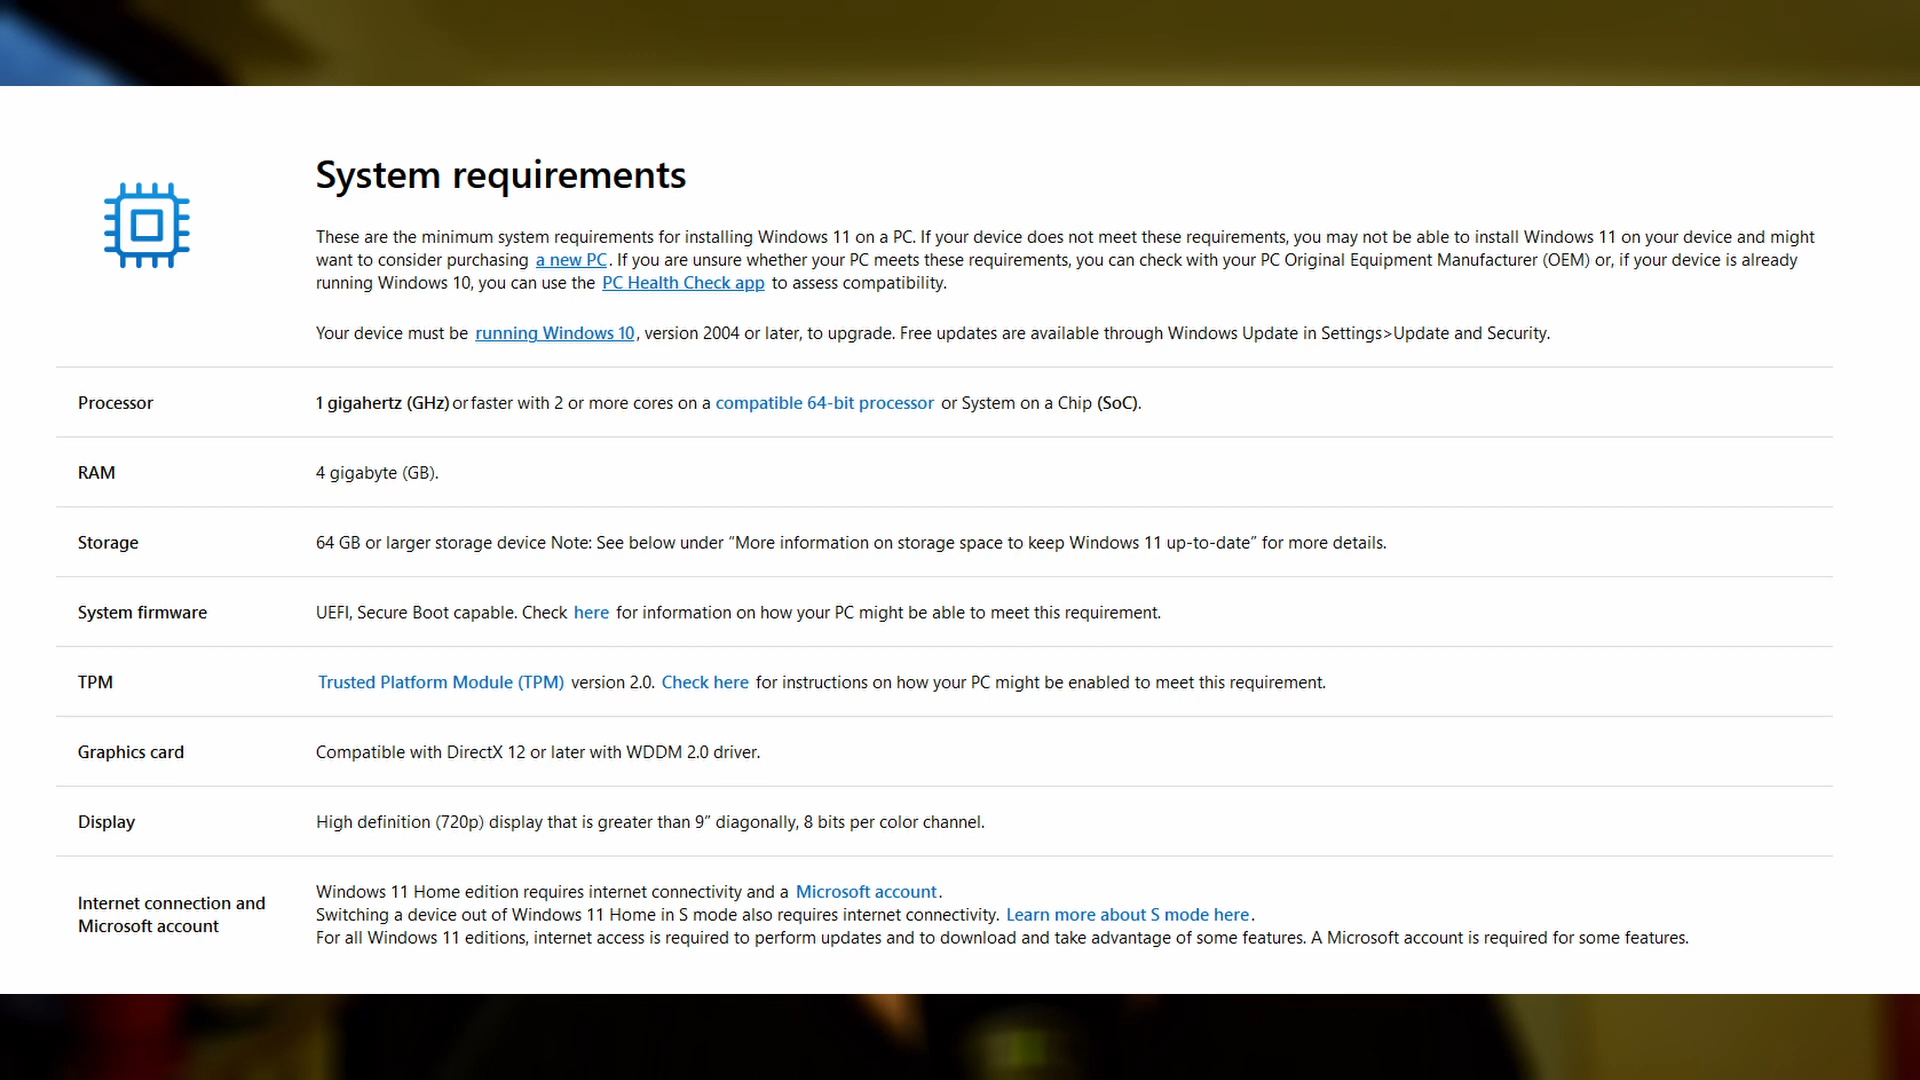 System requirements
These are the minimum system requirements for installing Windows 11 on a PC. If your device does not meet these requirements, you may not be able to install Windows 11 on your device and might
want to consider purchasing a new PC. If you are unsure whether your PC meets these requirements, you can check with your PC Original Equipment Manufacturer (OEM) or, if your device is already
running Windows 10, you can use the PC Health Check app to assess compatibility.
Your device must be running Windows 10, version 2004 or later, to upgrade. Free updates are available through Windows Update in Settings>Update and Security.
Processor 1 gigahertz (GHz) or faster with 2 or more cores on a compatible 64-bit processor or System on a Chip (SoC).
RAM 4 gigabyte (GB).
Storage 64 GB or larger storage device Note: See below under “More information on storage space to keep Windows 11 up-to-date” for more details.
System firmware UEFI, Secure Boot capable. Check here for information on how your PC might be able to meet this requirement.
TPM Trusted Platform Module (TPM) version 2.0. Check here for instructions on how your PC might be enabled to meet this requirement.
Graphics card Compatible with DirectX 12 or later with WDDM 2.0 driver.
Display High definition (720p) display that is greater than 9” diagonally, 8 bits per color channel.
Internet connection and
Microsoft account
Windows 11 Home edition requires internet connectivity and a Microsoft account.
Switching a device out of Windows 11 Home in S mode also requires internet connectivity. Learn more about S mode here.
For all Windows 11 editions, internet access is required to perform updates and to download and take advantage of some features. A Microsoft account is required for some features.